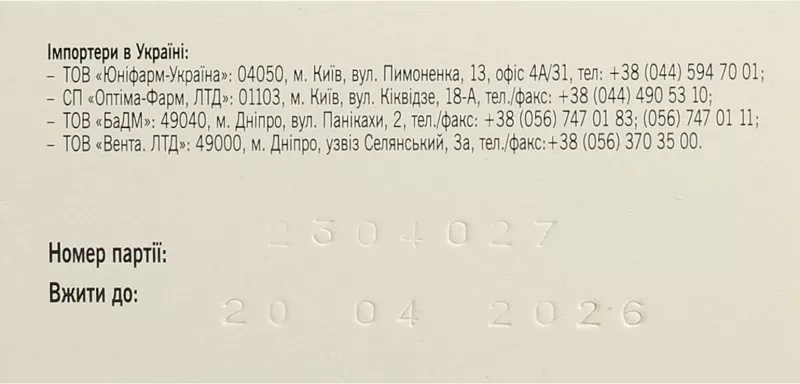 Імпортери в Україні:
– ТОВ «Юніфарм-Україна»: 04050, м. Київ, вул. Пимоненка, 13, офіс 4А/31, тел: +38 (044) 594 70 01;
– СП «Оптіма-Фарм, ЛТД»: 01103, м. Київ, вул. Кіквідзе, 18-А, тел./факс: +38 (044) 490 53 10;
– ТОВ «БаДМ»: 49040, м. Дніпро, вул. Панікахи, 2, тел./факс: +38 (056) 747 01 83; (056) 747 01 11;
– ТОВ «Вента. ЛТД»: 49000, м. Дніпро, узвіз Селянський, 3а, тел./факс:+38 (056) 370 35 00.
Номер партії: 2304027
Вжити до: 20 04 2026